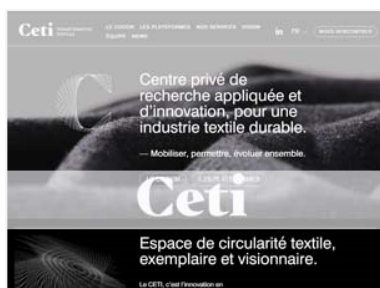 Ceti
LE VISION LES PLATEFORMES NOS SERVICES VISION
ÉQUIPE NEWS
in FR
Centre privé de
recherche appliquée et
d'innovation, pour une
industrie textile durable.
— Mobiliser, permettre, évoluer ensemble.
Ceti
Espace de circularité textile,
exemplaire et visionnaire.
Le CETI, c'est l'innovation en